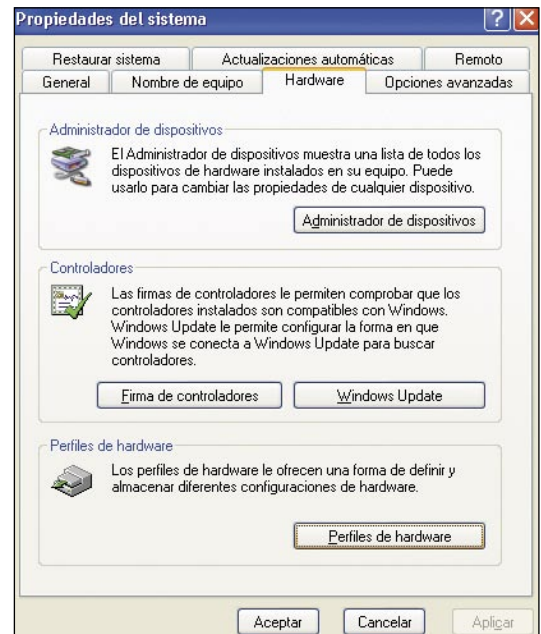 Propiedades del sistema
Restaurar sistema Actualizaciones automáticas Remoto
General Nombre de equipo Hardware Opciones avanzadas
Administrador de dispositivos
El Administrador de dispositivos muestra una lista de todos los
dispositivos de hardware instalados en su equipo. Puede
usarlo para cambiar las propiedades de cualquier dispositivo.
Administrador de dispositivos
Controladores
Las firmas de controladores le permiten comprobar que los
controladores instalados son compatibles con Windows.
Windows Update le permite configurar la forma en que
Windows se conecta a Windows Update para buscar
controladores.
Firma de controladores Windows Update
Perfiles de hardware
Los perfiles de hardware le ofrecen una forma de definir y
almacenar diferentes configuraciones de hardware.
Perfiles de hardware
Aceptar Cancelar Aplicar